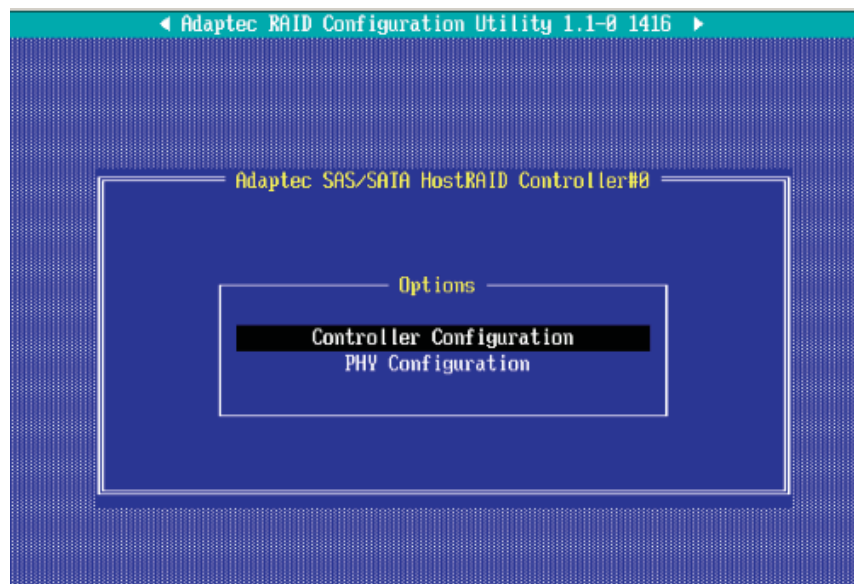 Adaptec RAID Configuration Utility 1.1-0 1416
Adaptec SAS/SATA HostRAID Controller#0
Options
Controller Configuration
PHY Configuration